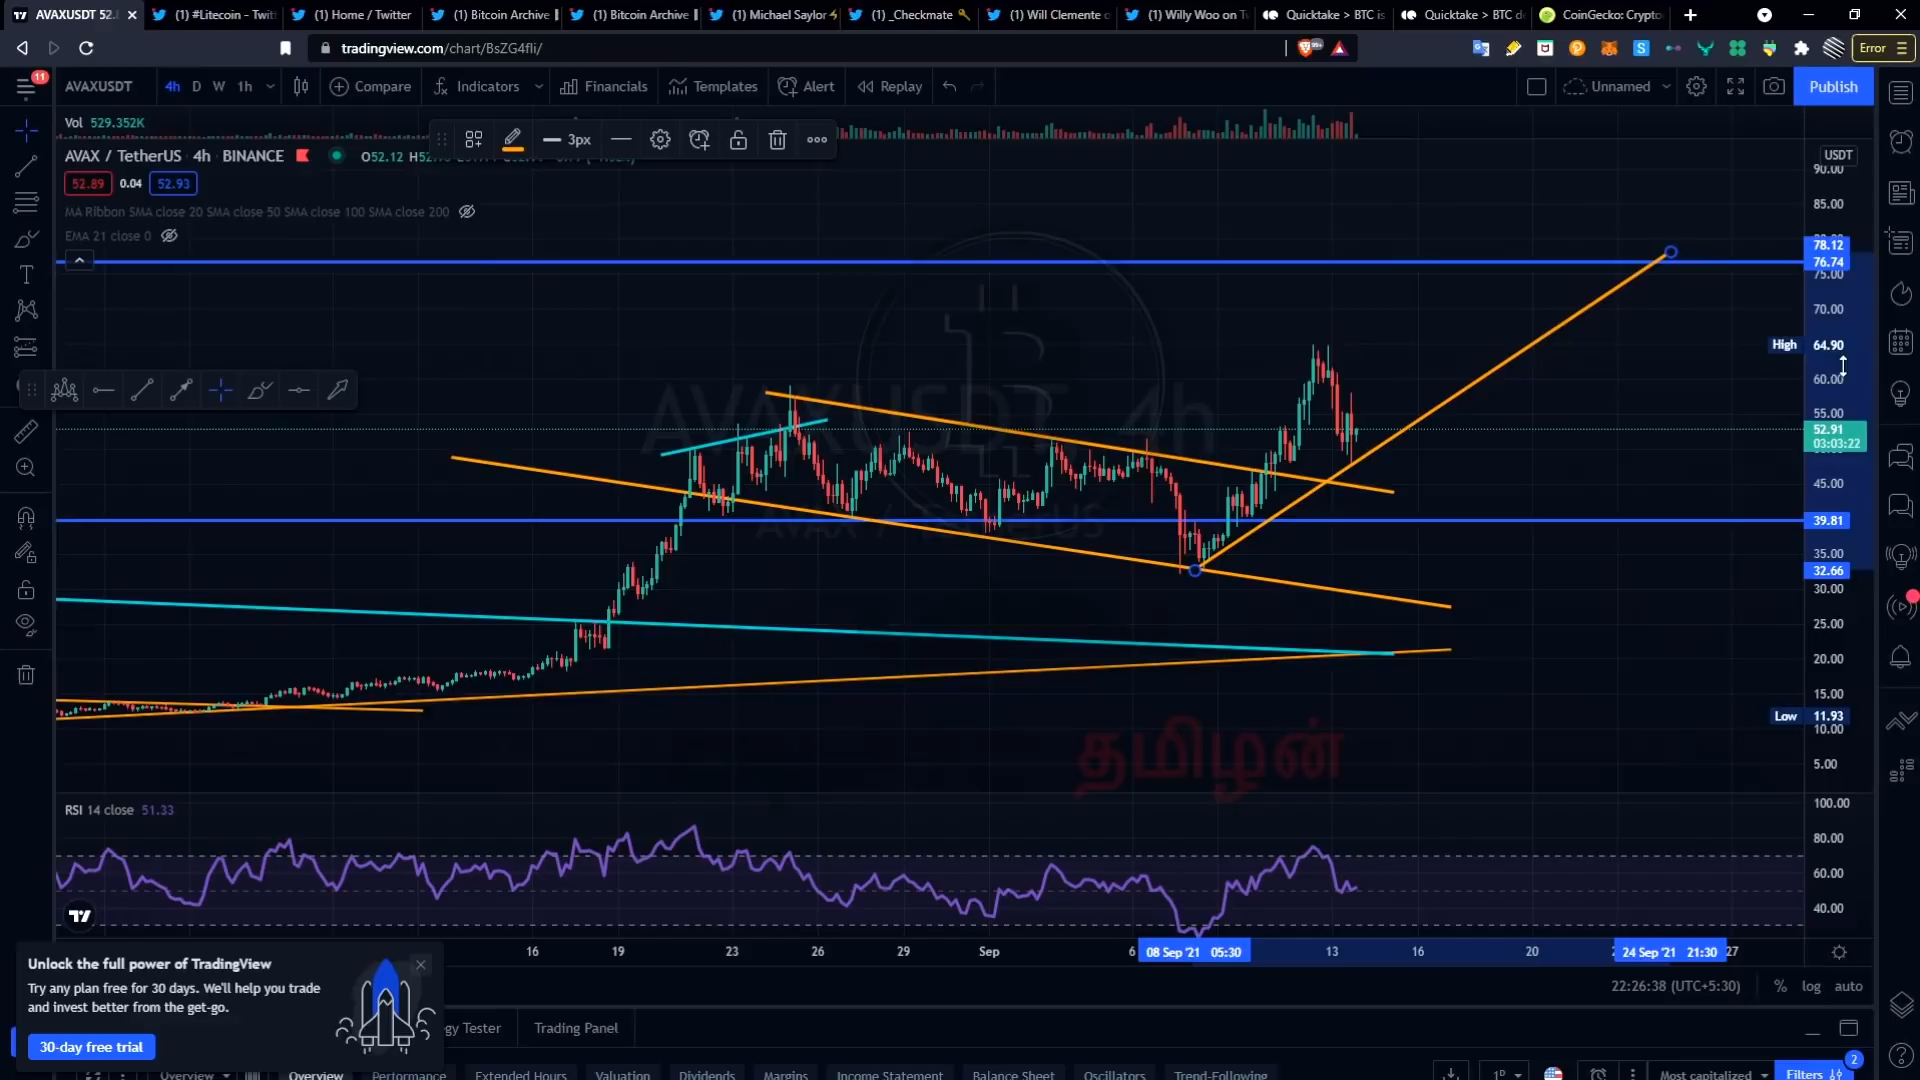 AVAXUSDT 52.
(1) #Litecoin - Twit
(1) Home / Twitter
(1) Bitcoin Archive
(1) Bitcoin Archive
(1) Michael Saylor⚡
(1) _Checkmate 🔑
(1) Will Clemente
(1) Willy Woo on T
Quicktake > BTC is
Quicktake > BTC d
CoinGecko: Crypto
tradingview.com/chart/BsZG4fli/
Error
11
AVAXUSDT
4h
D
W
1h
Compare
Indicators
Financials
Templates
Alert
Replay
Unnamed
Publish
Vol 529.352K
3px
AVAX / TetherUS 4h BINANCE
O52.12
52.89
0.04
52.93
MA Ribbon SMA close 20 SMA close 50 SMA close 100 SMA close 200
EMA 21 close 0
USDT
90.00
85.00
78.12
76.74
75.00
70.00
High 64.90
60.00
55.00
52.91
03:03:22
45.00
39.81
35.00
32.66
30.00
25.00
20.00
15.00
Low 11.93
10.00
5.00
AVAXUSDT, 4h
AVAX / TetherUS
தமிழன்
RSI 14 close 51.33
100.00
80.00
60.00
40.00
16
19
23
26
29
Sep
6
08 Sep '21 05:30
13
16
20
24 Sep '21 21:30
27
Unlock the full power of TradingView
Try any plan free for 30 days. We'll help you trade
and invest better from the get-go.
30-day free trial
22:26:38 (UTC+5:30)
%
log
auto
gy Tester
Trading Panel
2
Overview
Overview
Performance
Extended Hours
Valuation
Dividends
Margins
Income Statement
Balance Sheet
Oscillators
Trend-Following
1D
Most capitalized
Filters